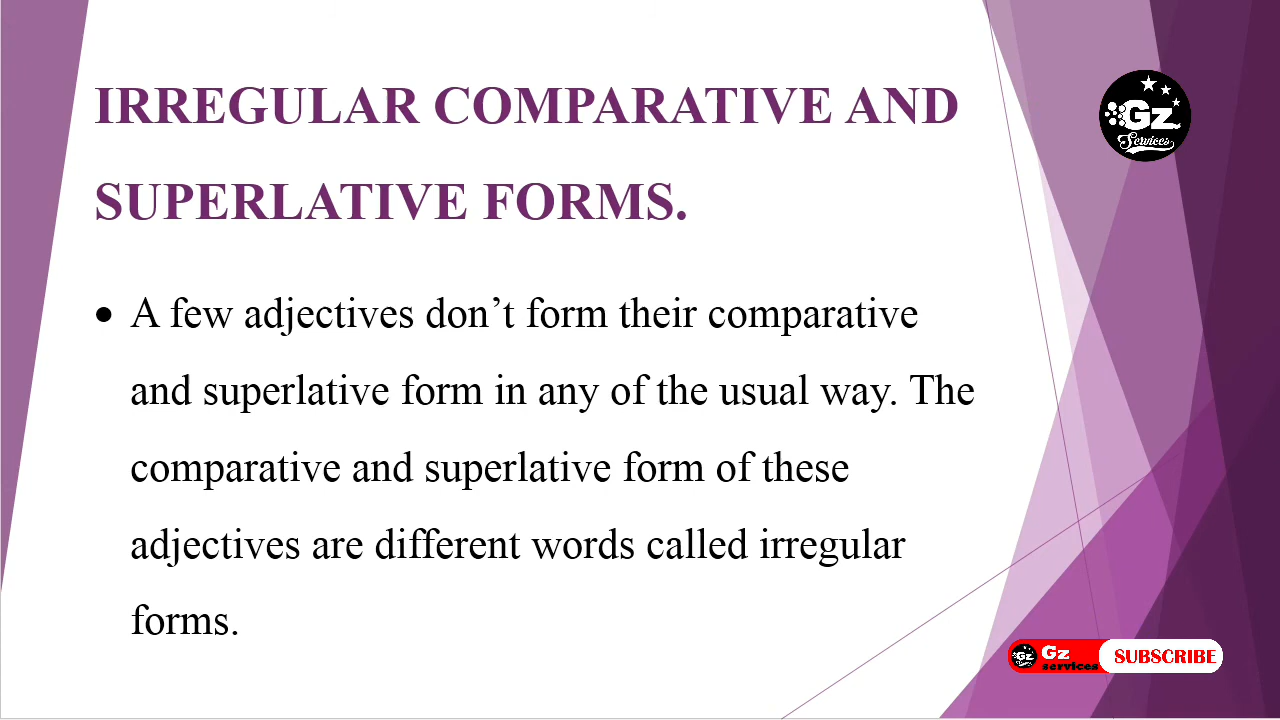 IRREGULAR COMPARATIVE AND
SUPERLATIVE FORMS.
• A few adjectives don’t form their comparative
and superlative form in any of the usual way. The
comparative and superlative form of these
adjectives are different words called irregular
forms.
Gz
Services
Gz
Services
Gz
services
SUBSCRIBE